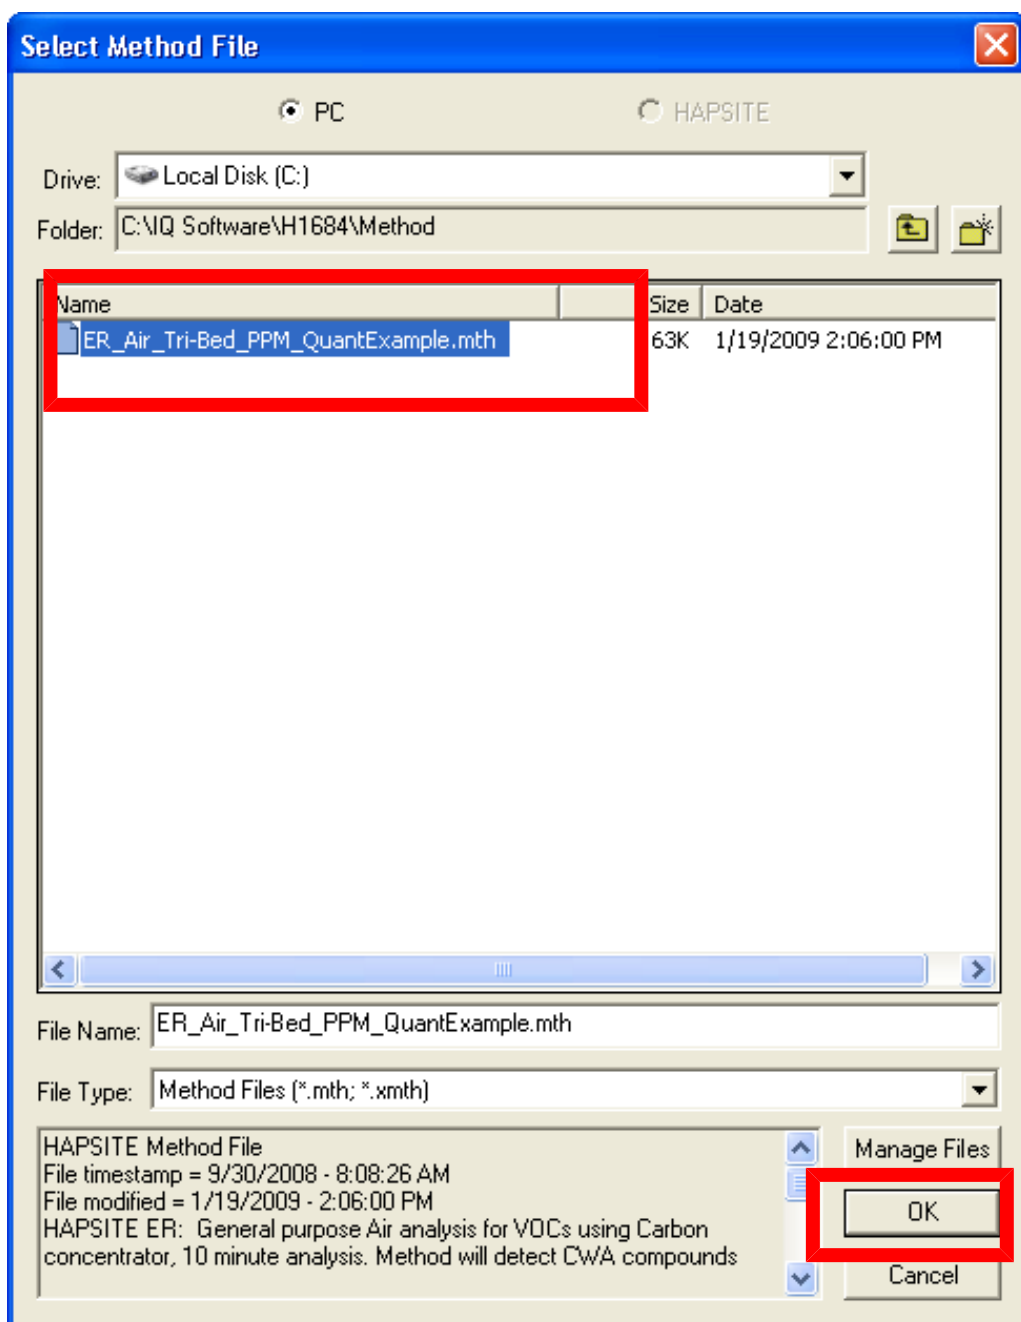 Select Method File
PC HAPSITE
Drive: Local Disk (C:)
Folder: C:\IQ Software\H1684\Method
Name Size Date
ER_Air_Tri-Bed_PPM_QuantExample.mth 63K 1/19/2009 2:06:00 PM
File Name: ER_Air_Tri-Bed_PPM_QuantExample.mth
File Type: Method Files (*.mth; *.xmth)
HAPSITE Method File
File timestamp = 9/30/2008 - 8:08:26 AM
File modified = 1/19/2009 - 2:06:00 PM
HAPSITE ER:  General purpose Air analysis for VOCs using Carbon
concentrator, 10 minute analysis. Method will detect CWA compounds
Manage Files
OK
Cancel